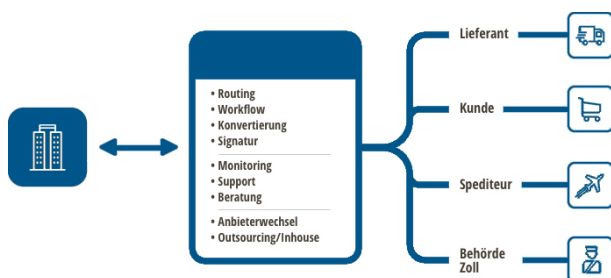 • Routing
• Workflow
• Konvertierung
• Signatur
• Monitoring
• Support
• Beratung
• Anbieterwechsel
• Outsourcing/Inhouse
Lieferant
Kunde
Spediteur
Behörde
Zoll